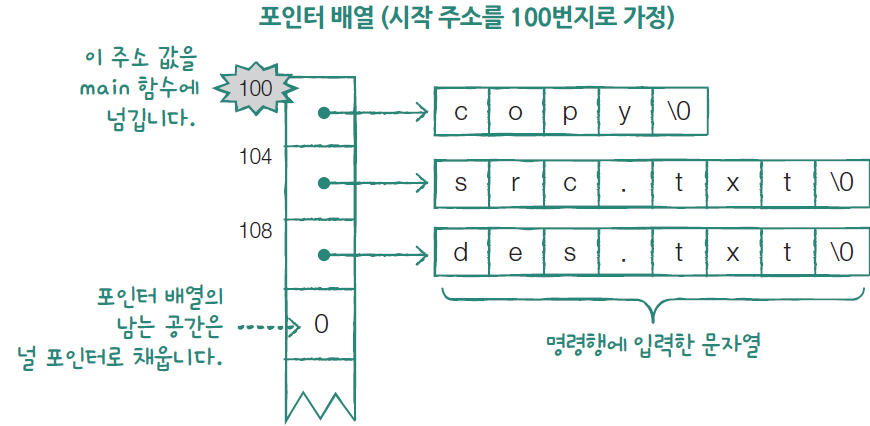 포인터 배열 (시작 주소를 100번지로 가정)
이 주소 값을
main 함수에
넘깁니다.
100
c o p y \0
104
s r c . t x t \0
108
d e s . t x t \0
포인터 배열의
남는 공간은
널 포인터로 채웁니다.
0
명령행에 입력한 문자열